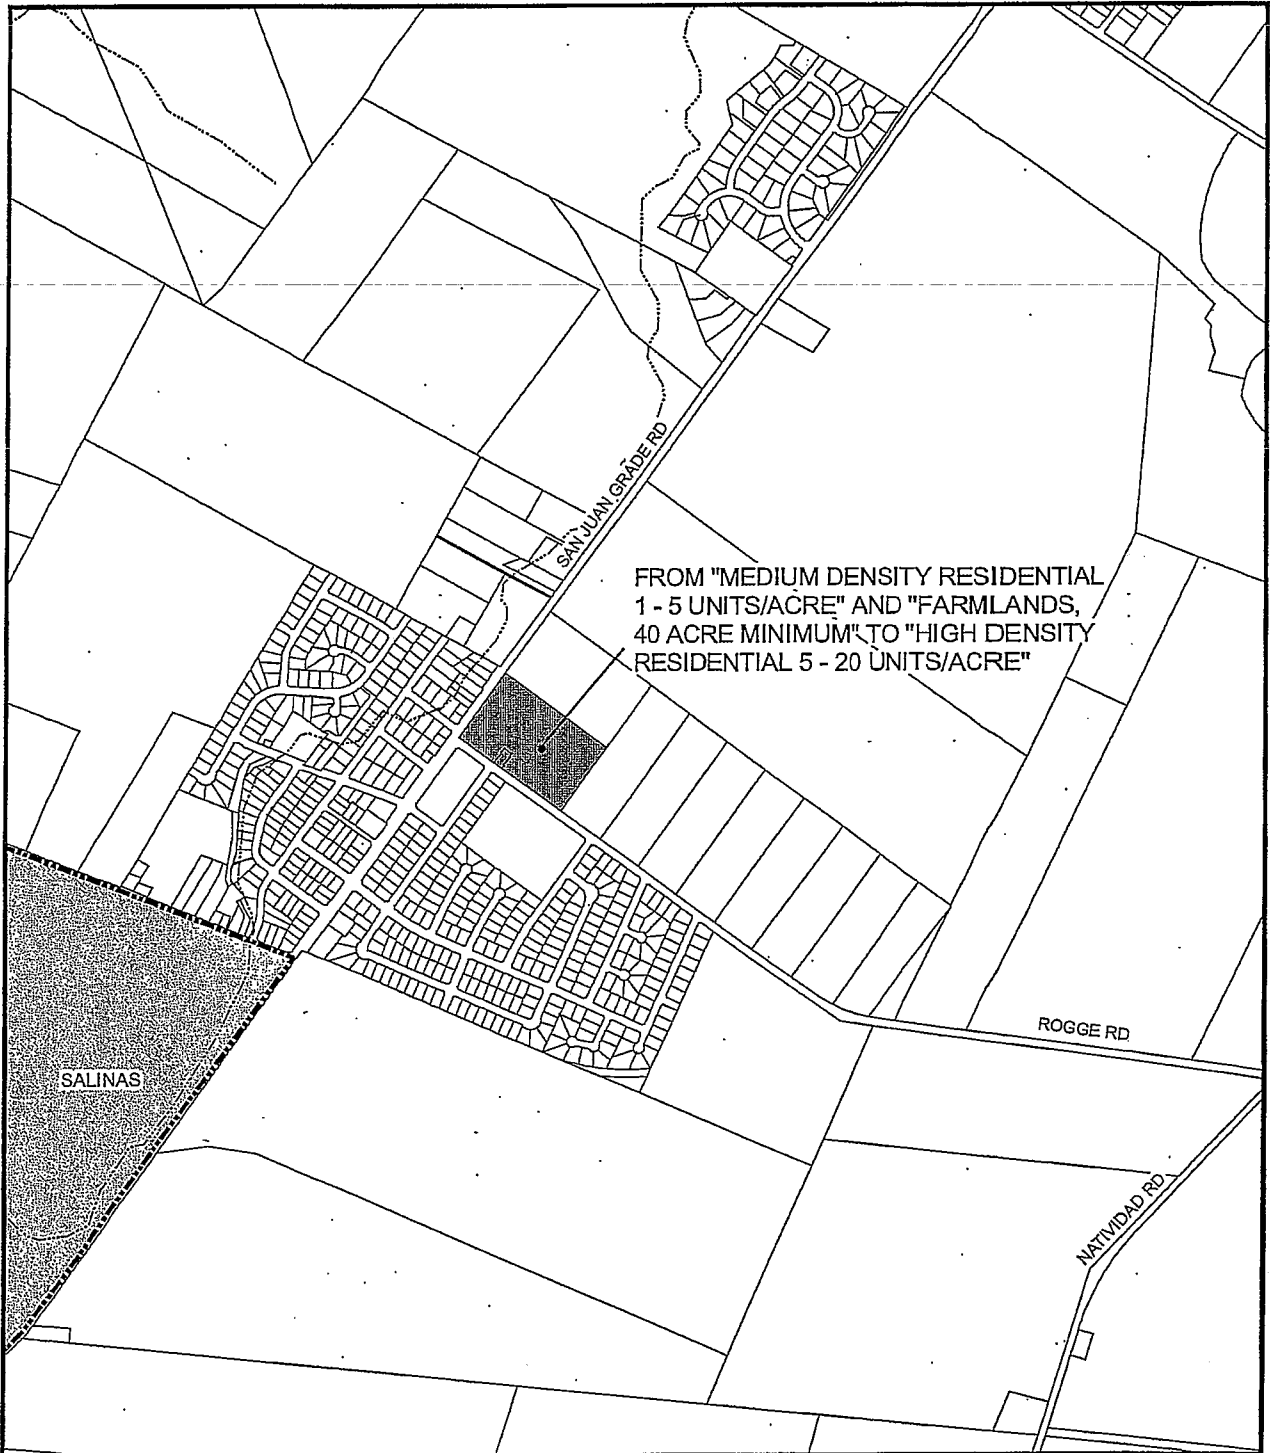 SAN JUAN GRADE RD
FROM "MEDIUM DENSITY RESIDENTIAL
1 - 5 UNITS/ACRE" AND "FARMLANDS,
40 ACRE MINIMUM" TO "HIGH DENSITY
RESIDENTIAL 5 - 20 UNITS/ACRE"
ROGGE RD
SALINAS
NATIVIDAD RD